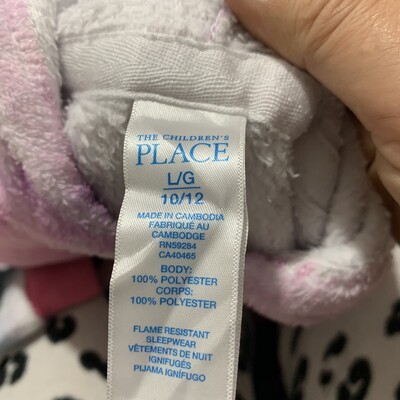 THE CHILDREN'S
PLACE
L/G
10/12
MADE IN CAMBODIA
FABRIQUÉ AU
CAMBODGE
RN59284
CA40465
BODY:
100% POLYESTER
CORPS:
100% POLYESTER
FLAME RESISTANT
SLEEPWEAR
VÊTEMENTS DE NUIT
IGNIFUGÉS
PIJAMA IGNÍFUGO